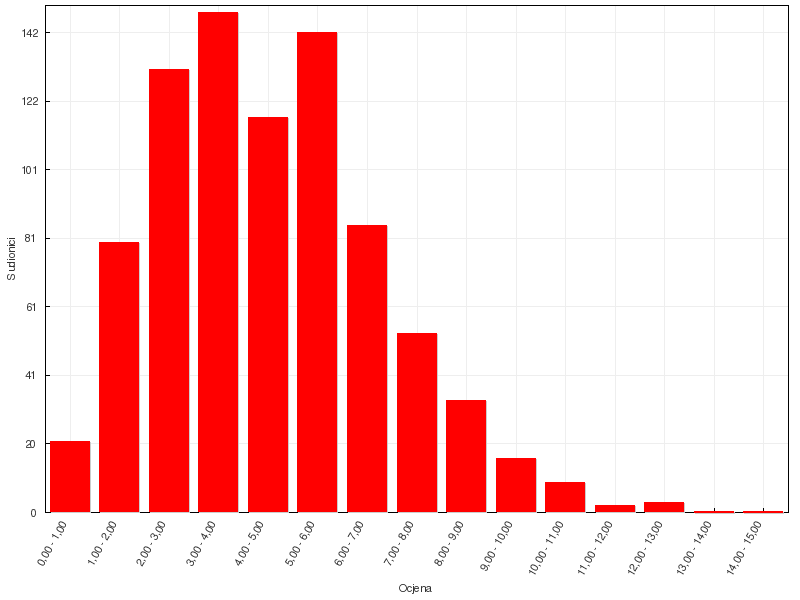 142
122
101
81
61
41
20
0
Sudionici
0,00 - 1,00
1,00 - 2,00
2,00 - 3,00
3,00 - 4,00
4,00 - 5,00
5,00 - 6,00
6,00 - 7,00
7,00 - 8,00
8,00 - 9,00
9,00 - 10,00
10,00 - 11,00
11,00 - 12,00
12,00 - 13,00
13,00 - 14,00
14,00 - 15,00
Ocjena